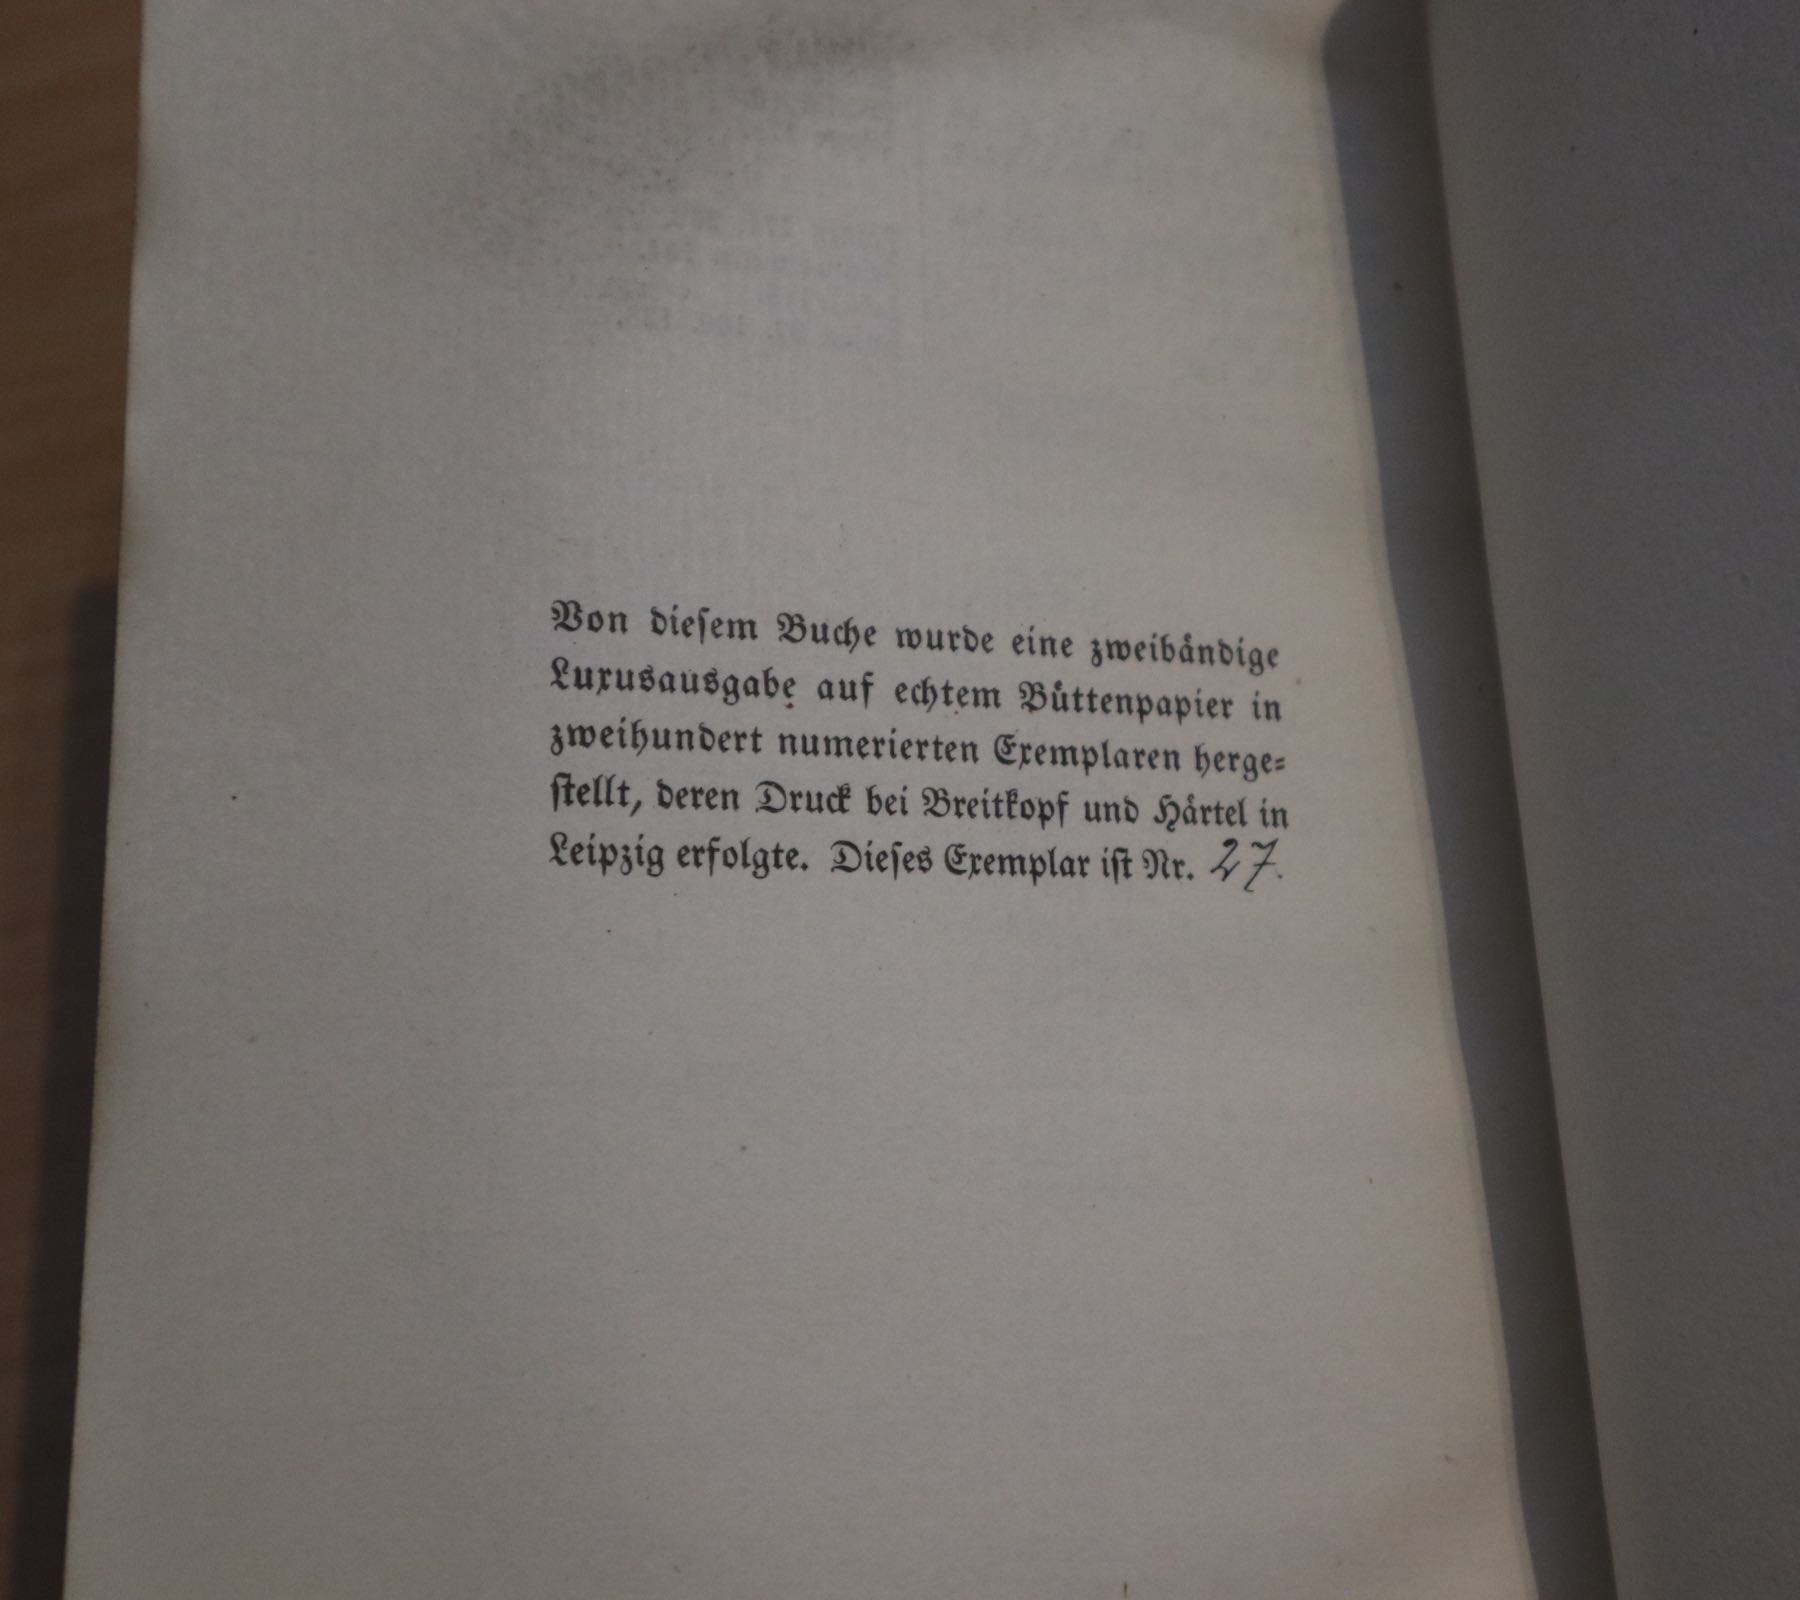 Von dieſem Buche wurde eine zweibändige
Luxusausgabe auf echtem Büttenpapier in
zweihundert numerierten Exemplaren herge⸗
ſtellt, deren Druck bei Breitkopf und Härtel in
Leipzig erfolgte. Dieſes Exemplar iſt Nr. 27.